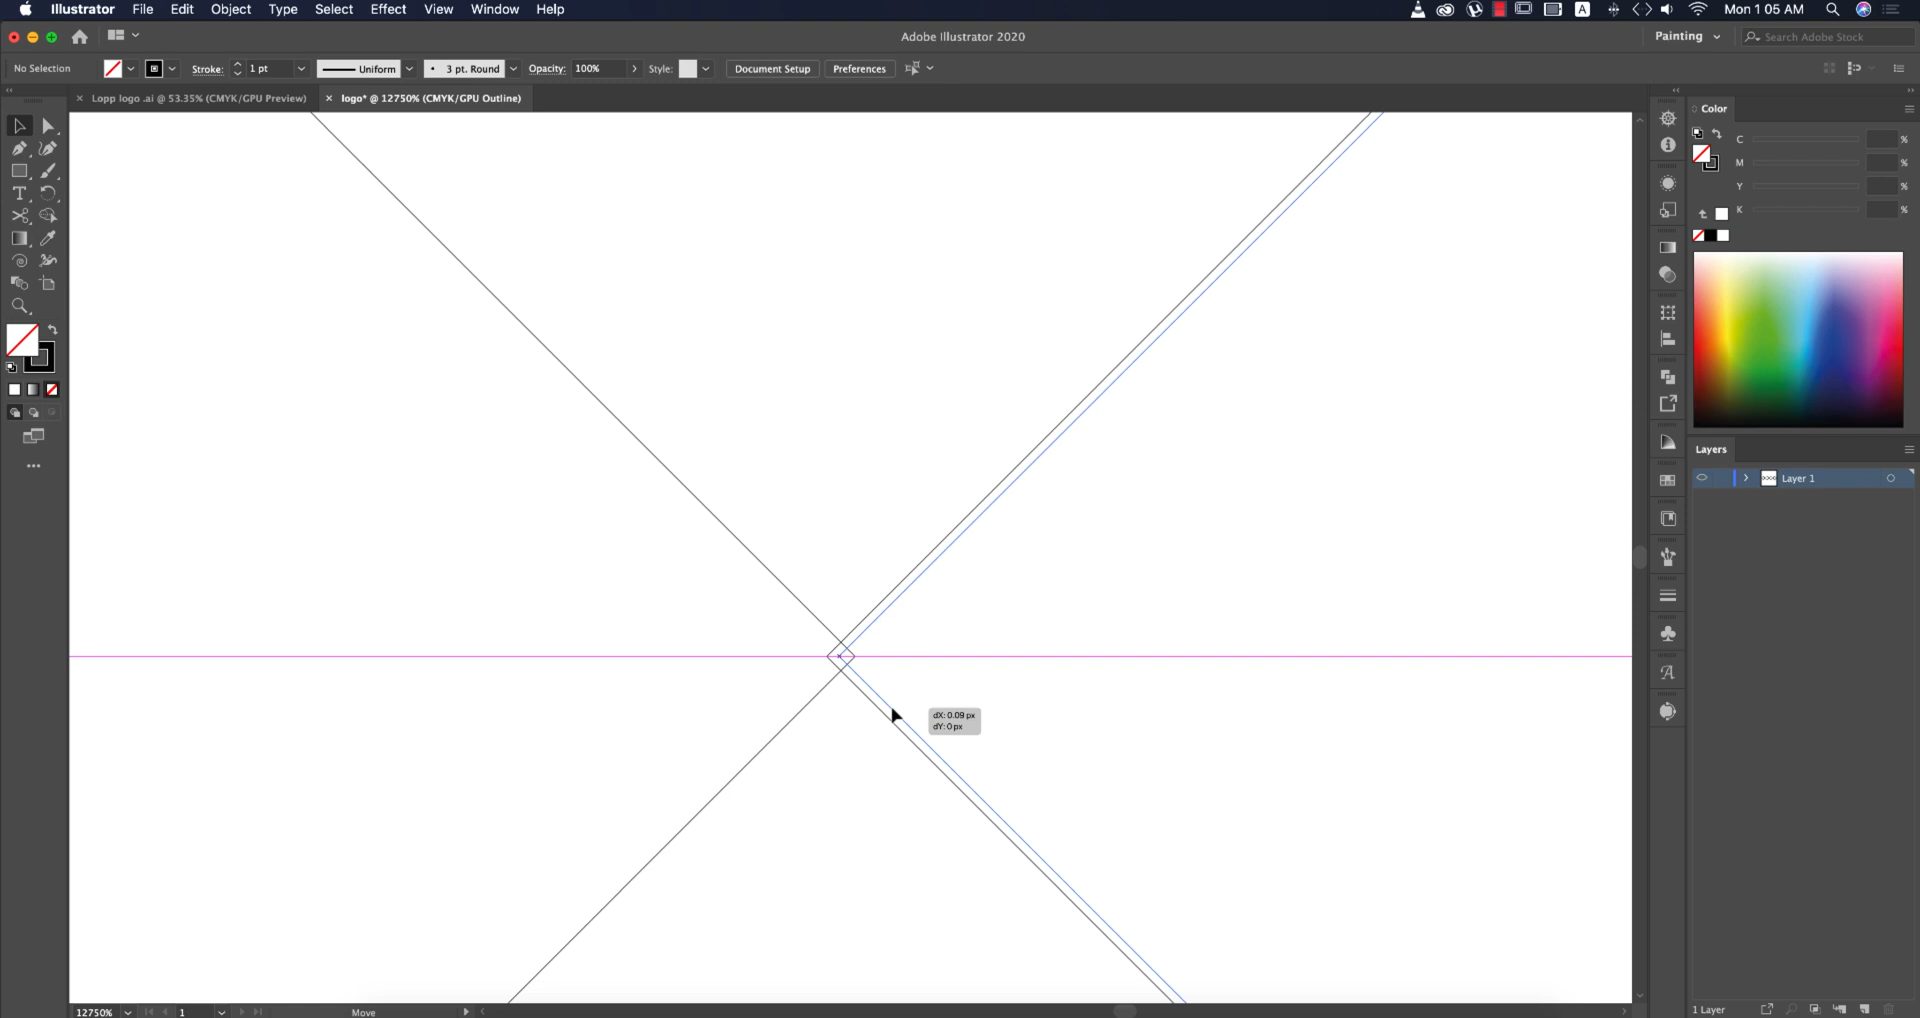 Illustrator File Edit Object Type Select Effect View Window Help A Mon 1 05 AM
Adobe Illustrator 2020 Painting Search Adobe Stock
No Selection Stroke: 1 pt Uniform 3 pt. Round Opacity: 100% Style: Document Setup Preferences
Lopp logo .ai @ 53.35% (CMYK/GPU Preview) logo* @ 12750% (CMYK/GPU Outline)
Color
C %
M %
Y %
K %
Layers
Layer 1
dX: 0.09 px
dY: 0 px
12750% 1 Move 1 Layer